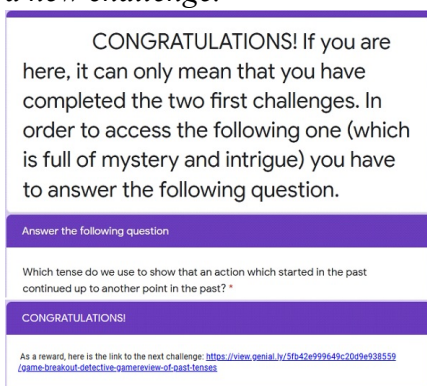 a new challenge.
CONGRATULATIONS! If you are
here, it can only mean that you have
completed the two first challenges. In
order to access the following one (which
is full of mystery and intrigue) you have
to answer the following question.
Answer the following question
Which tense do we use to show that an action which started in the past
continued up to another point in the past? *
CONGRATULATIONS!
As a reward, here is the link to the next challenge: https://view.genial.ly/5fb42e999649c20d9e938559
/game-breakout-detective-gamereview-of-past-tenses